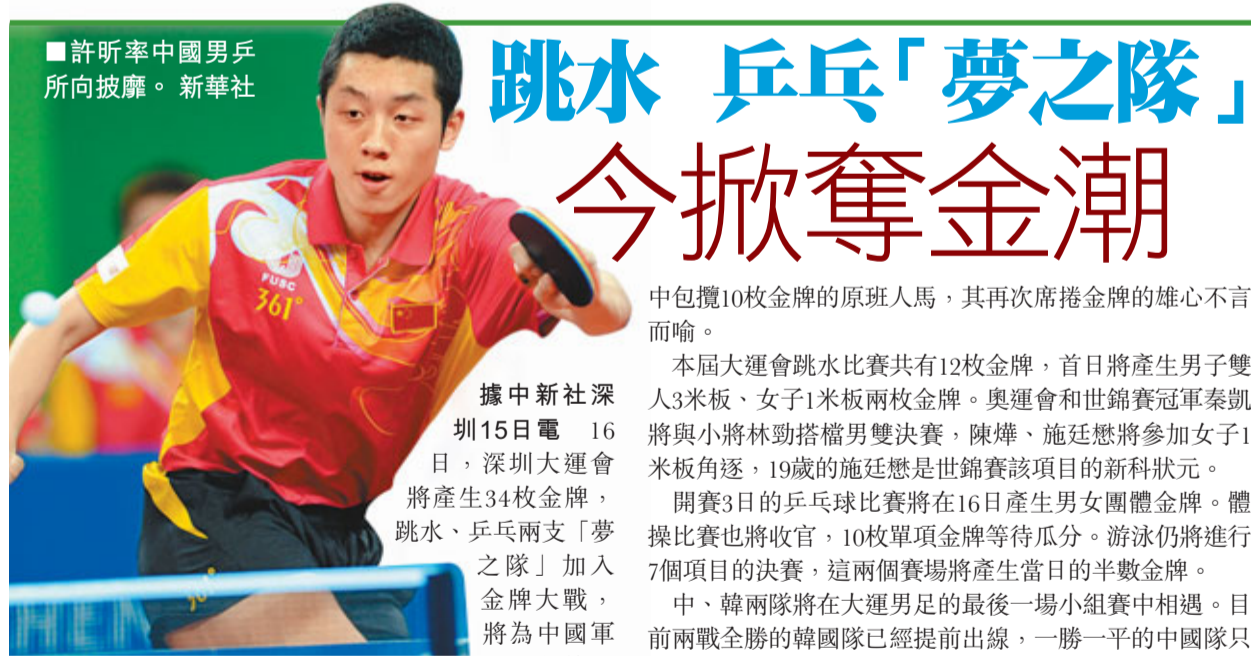 ■許昕率中國男乒
所向披靡。 新華社
跳水 乒乓「夢之隊」
今掀奪金潮
FUSC
361°
據中新社深
圳15日電 16
日，深圳大運會
將產生34枚金牌，
跳水、乒乓兩支「夢
之隊」加入
金牌大戰，
將為中國軍
中包攬10枚金牌的原班人馬，其再次席捲金牌的雄心不言
而喻。
本屆大運會跳水比賽共有12枚金牌，首日將產生男子雙
人3米板、女子1米板兩枚金牌。奧運會和世錦賽冠軍秦凱
將與小將林勁搭檔男雙決賽，陳燁、施廷懋將參加女子1
米板角逐，19歲的施廷懋是世錦賽該項目的新科狀元。
開賽3日的乒乓球比賽將在16日產生男女團體金牌。體
操比賽也將收官，10枚單項金牌等待瓜分。游泳仍將進行
7個項目的決賽，這兩個賽場將產生當日的半數金牌。
中、韓兩隊將在大運男足的最後一場小組賽中相遇。目
前兩戰全勝的韓國隊已經提前出線，一勝一平的中國隊只